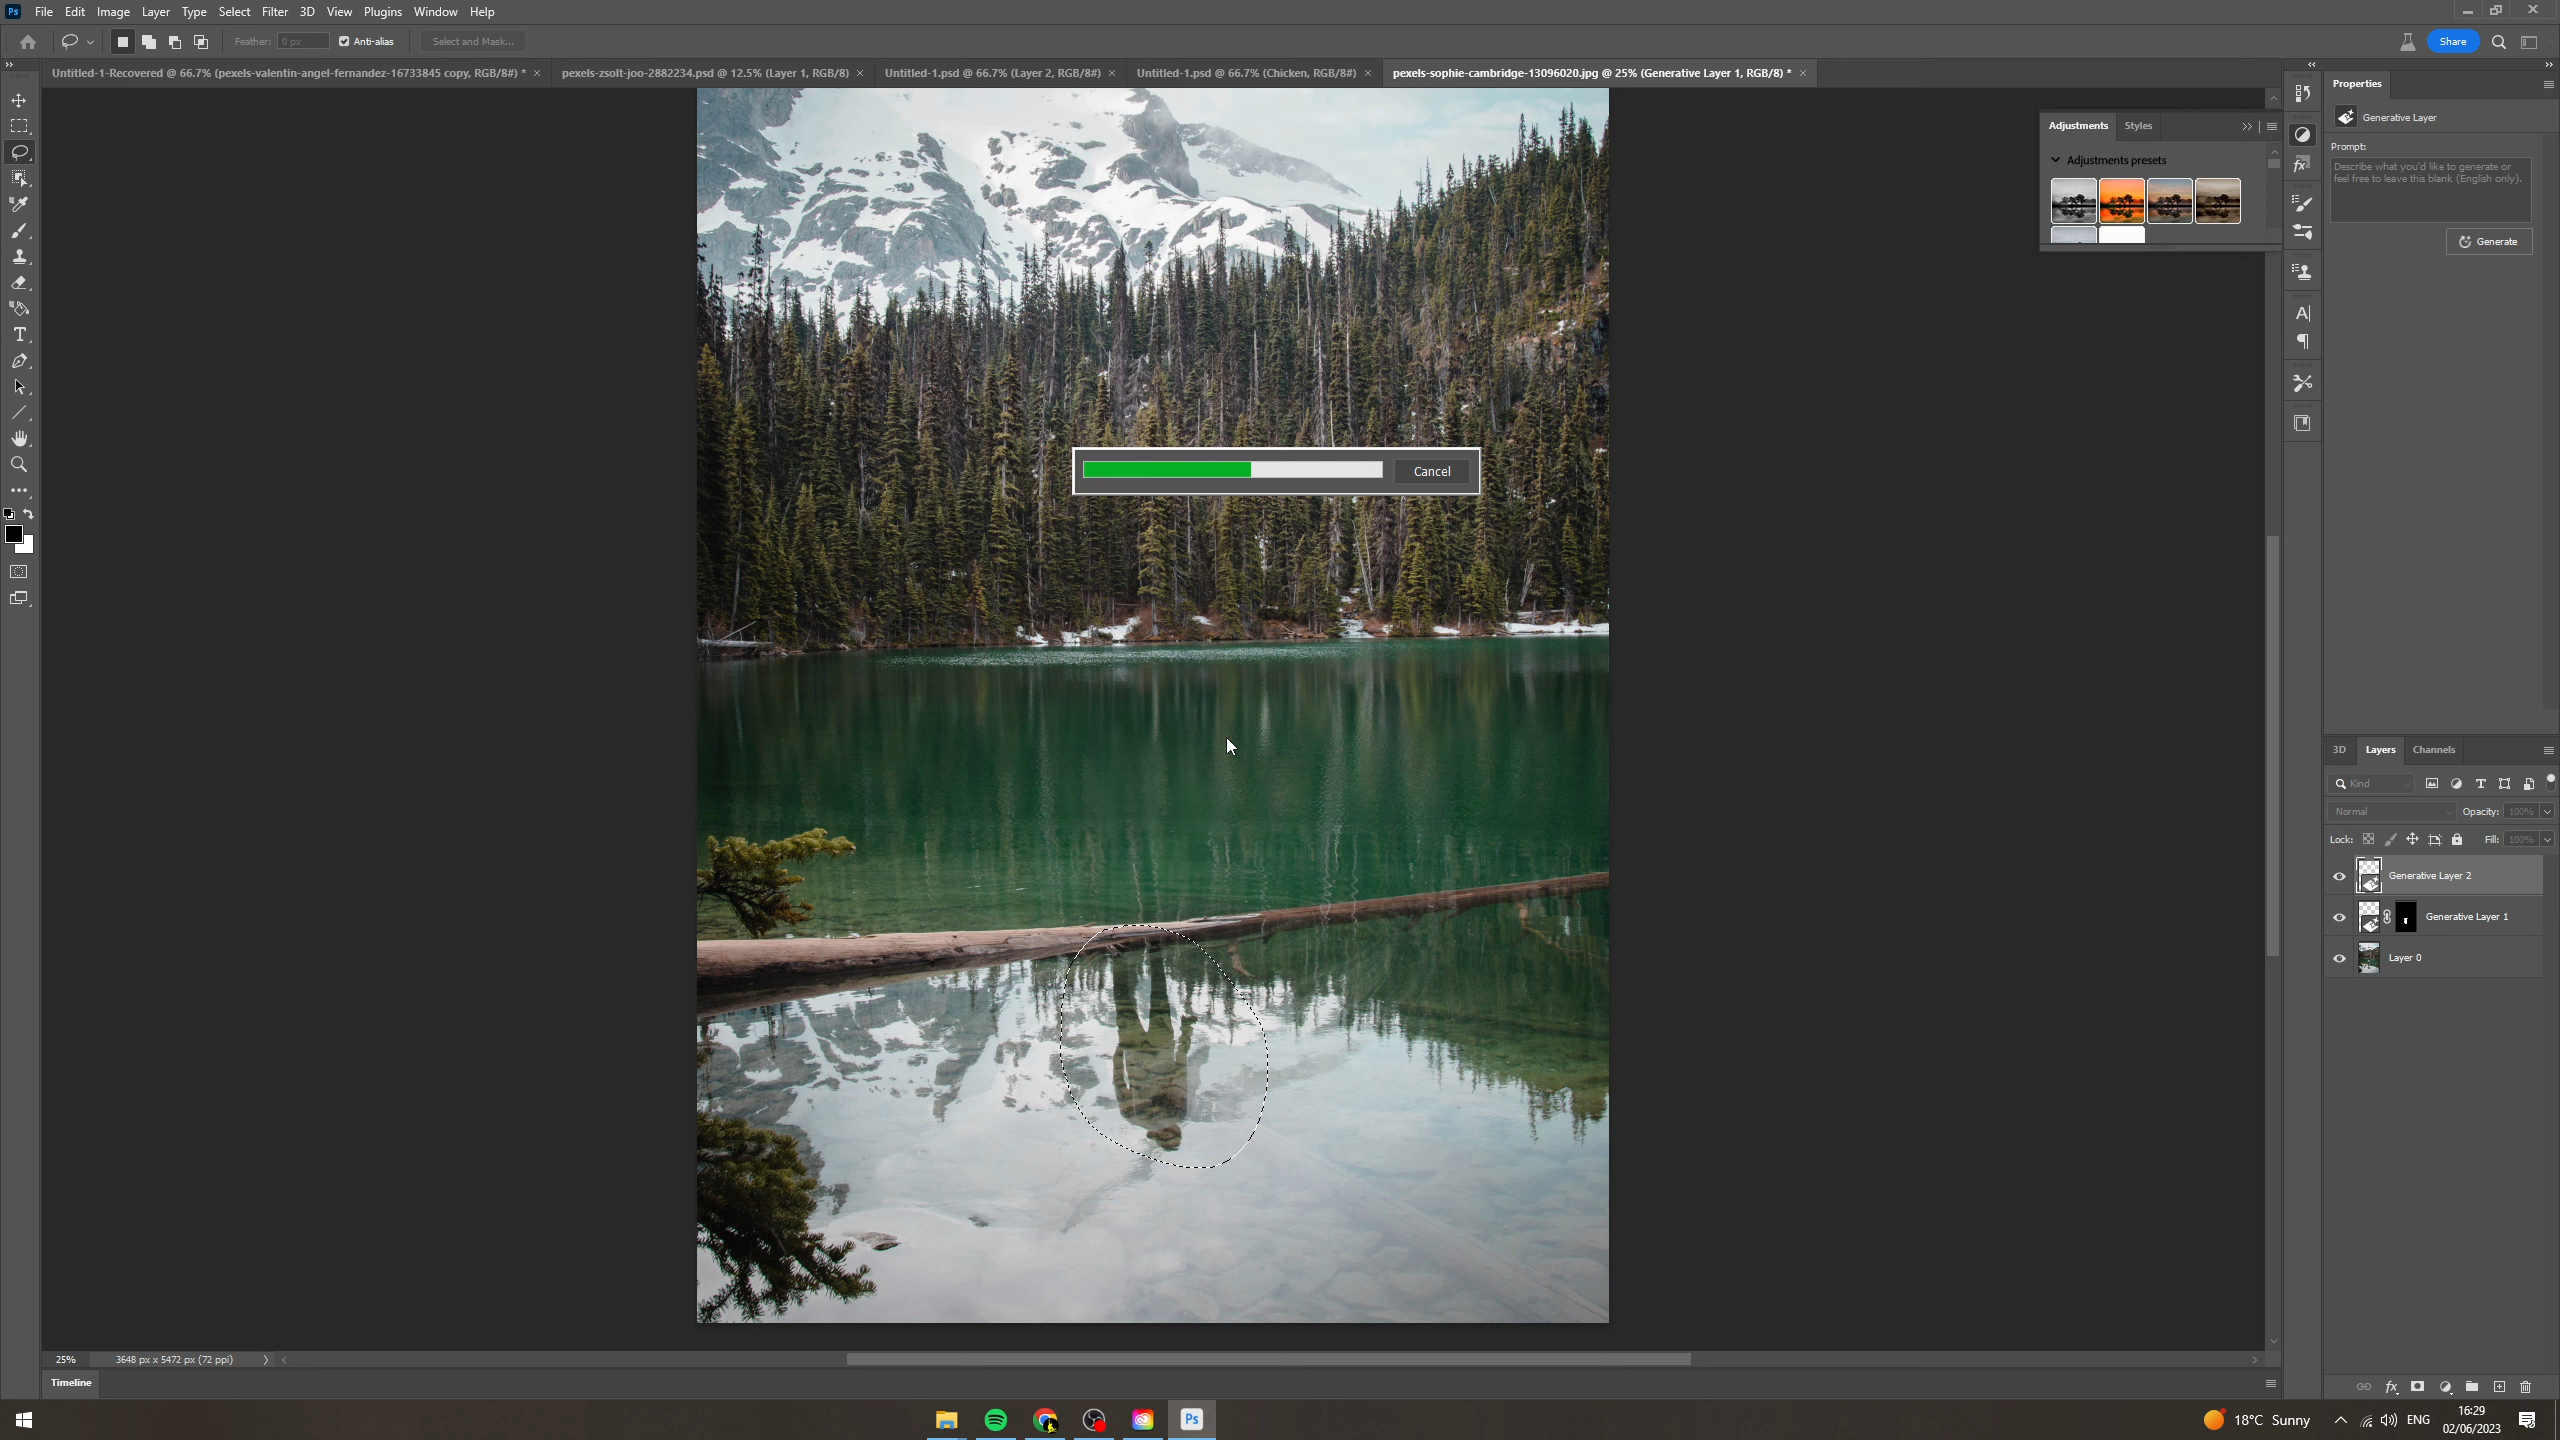 Ps File Edit Image Layer Type Select Filter 3D View Plugins Window Help
Feather: 0 px Anti-alias Select and Mask... Share
Untitled-1-Recovered @ 66.7% (pexels-valentin-angel-fernandez-16733845 copy, RGB/8#) * × pexels-zsolt-joo-2882234.psd @ 12.5% (Layer 1, RGB/8) × Untitled-1.psd @ 66.7% (Layer 2, RGB/8#) × Untitled-1.psd @ 66.7% (Chicken, RGB/8#) × pexels-sophie-cambridge-13096020.jpg @ 25% (Generative Layer 1, RGB/8) * ×
Properties
Generative Layer
Prompt:
Describe what you'd like to generate or
feel free to leave this blank (English only).
Generate
Adjustments Styles
Adjustments presets
Cancel
3D Layers Channels
Kind
Normal Opacity: 100%
Lock: Fill: 100%
Generative Layer 2
Generative Layer 1
Layer 0
25% 3648 px x 5472 px (72 ppi)
Timeline
Ps
18°C Sunny ENG
16:29
02/06/2023